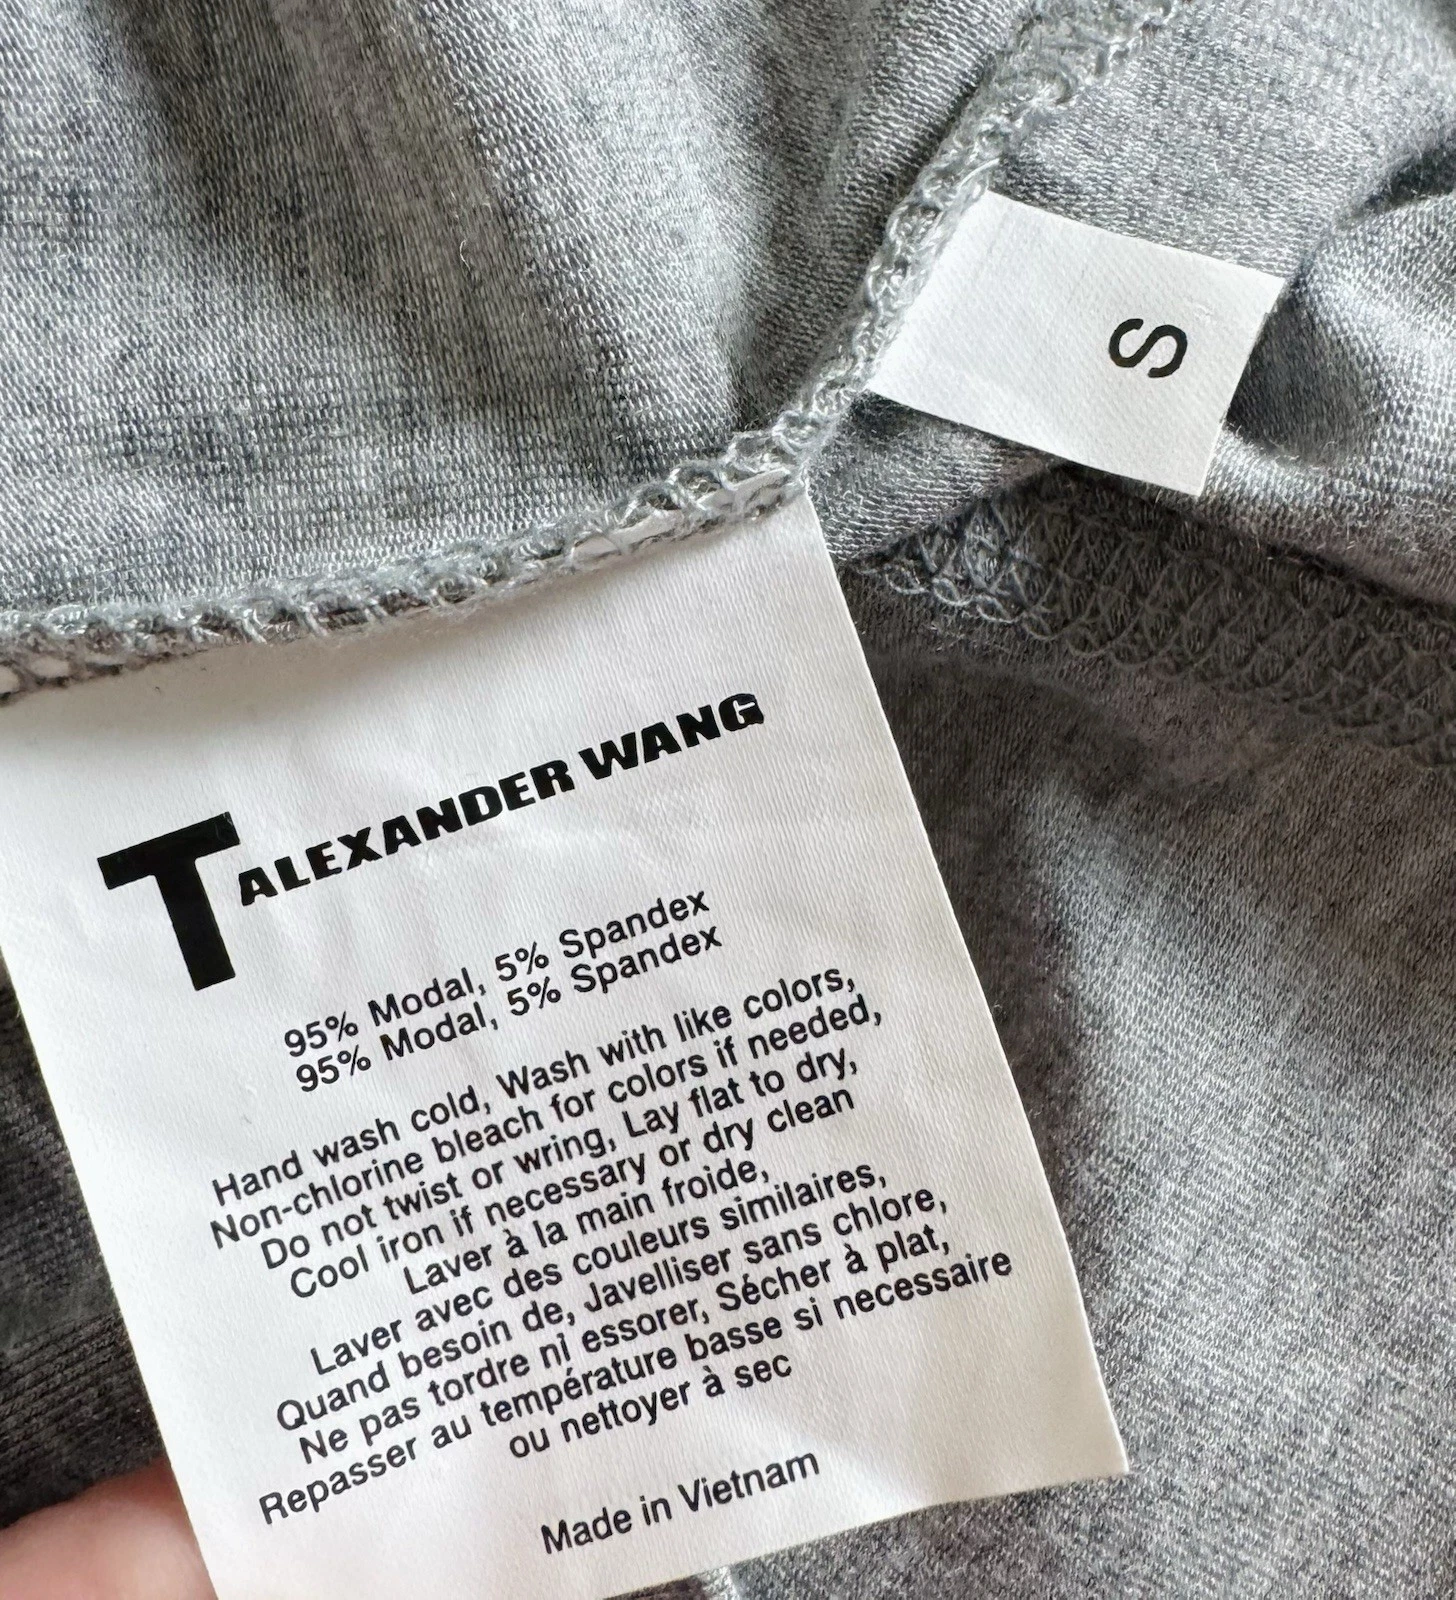 S
T ALEXANDER WANG
95% Modal, 5% Spandex
95% Modal, 5% Spandex
Hand wash cold, Wash with like colors,
Non-chlorine bleach for colors if needed,
Do not twist or wring, Lay flat to dry,
Cool iron if necessary or dry clean
Laver à la main froide,
Laver avec des couleurs similaires,
Quand besoin de, Javelliser sans chlore,
Ne pas tordre ni essorer, Sécher à plat,
Repasser au température basse si necessaire
ou nettoyer à sec
Made in Vietnam